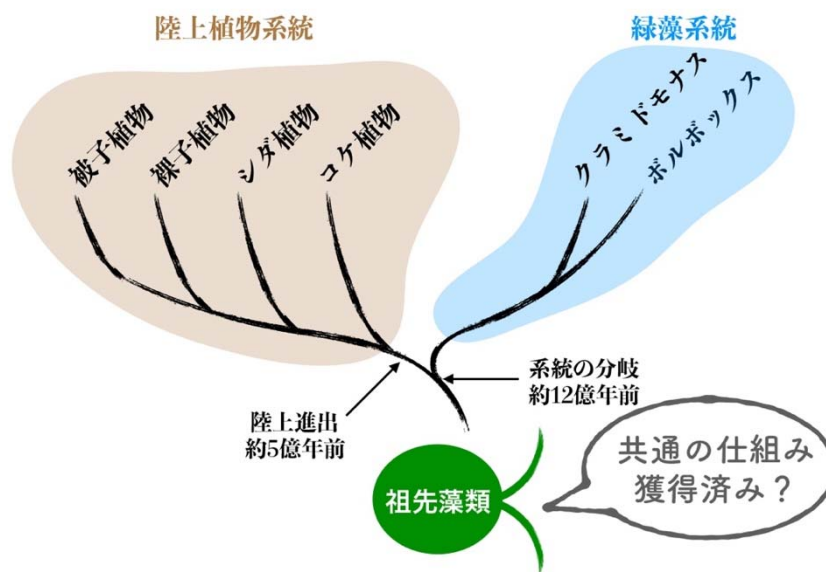 陸上植物系統
緑藻系統
被子植物
裸子植物
シダ植物
コケ植物
クラミドモナス
ボルボックス
系統の分岐
約12億年前
陸上進出
約5億年前
祖先藻類
共通の仕組み
獲得済み？